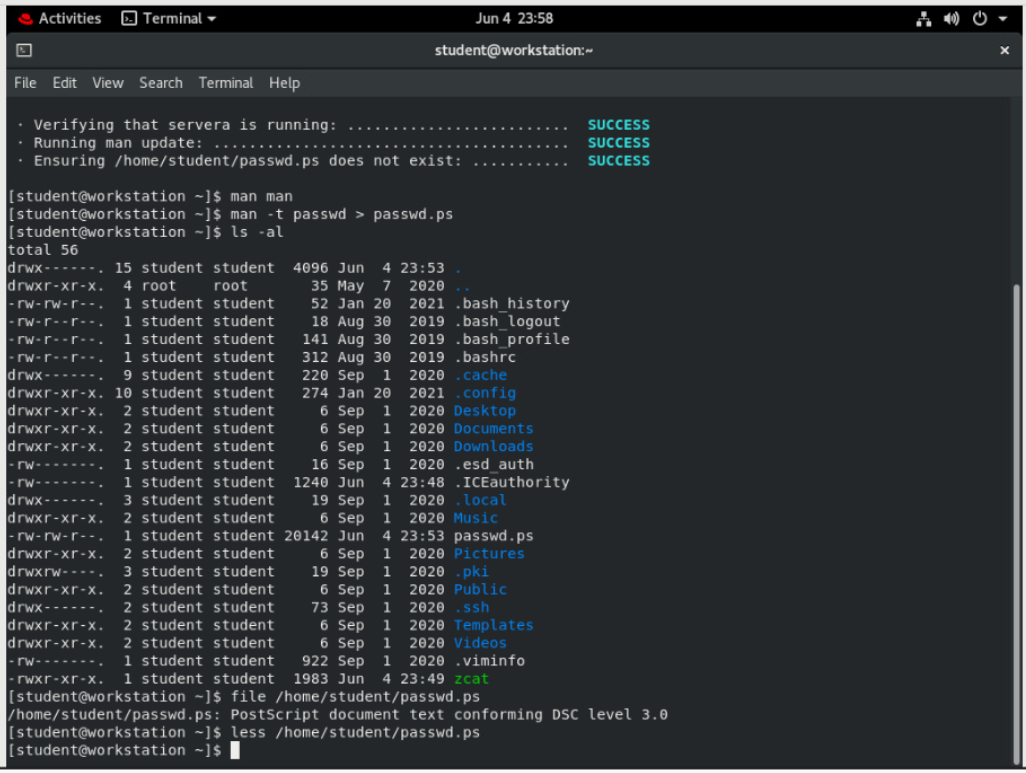 Activities Terminal Jun 4 23:58
student@workstation:~ ×
File Edit View Search Terminal Help
· Verifying that servera is running: ......................... SUCCESS
· Running man update: ........................................ SUCCESS
· Ensuring /home/student/passwd.ps does not exist: ........... SUCCESS
[student@workstation ~]$ man man
[student@workstation ~]$ man -t passwd > passwd.ps
[student@workstation ~]$ ls -al
total 56
drwx------. 15 student student  4096 Jun  4 23:53 .
drwxr-xr-x.  4 root    root       35 May  7  2020 ..
-rw-rw-r--.  1 student student    52 Jan 20  2021 .bash_history
-rw-r--r--.  1 student student    18 Aug 30  2019 .bash_logout
-rw-r--r--.  1 student student   141 Aug 30  2019 .bash_profile
-rw-r--r--.  1 student student   312 Aug 30  2019 .bashrc
drwx------.  9 student student   220 Sep  1  2020 .cache
drwxr-xr-x. 10 student student   274 Jan 20  2021 .config
drwxr-xr-x.  2 student student     6 Sep  1  2020 Desktop
drwxr-xr-x.  2 student student     6 Sep  1  2020 Documents
drwxr-xr-x.  2 student student     6 Sep  1  2020 Downloads
-rw-------.  1 student student    16 Sep  1  2020 .esd_auth
-rw-------.  1 student student  1240 Jun  4 23:48 .ICEauthority
drwx------.  3 student student    19 Sep  1  2020 .local
drwxr-xr-x.  2 student student     6 Sep  1  2020 Music
-rw-rw-r--.  1 student student 20142 Jun  4 23:53 passwd.ps
drwxr-xr-x.  2 student student     6 Sep  1  2020 Pictures
drwxrw----.  3 student student    19 Sep  1  2020 .pki
drwxr-xr-x.  2 student student     6 Sep  1  2020 Public
drwx------.  2 student student    73 Sep  1  2020 .ssh
drwxr-xr-x.  2 student student     6 Sep  1  2020 Templates
drwxr-xr-x.  2 student student     6 Sep  1  2020 Videos
-rw-------.  1 student student   922 Sep  1  2020 .viminfo
-rwxr-xr-x.  1 student student  1983 Jun  4 23:49 zcat
[student@workstation ~]$ file /home/student/passwd.ps
/home/student/passwd.ps: PostScript document text conforming DSC level 3.0
[student@workstation ~]$ less /home/student/passwd.ps
[student@workstation ~]$